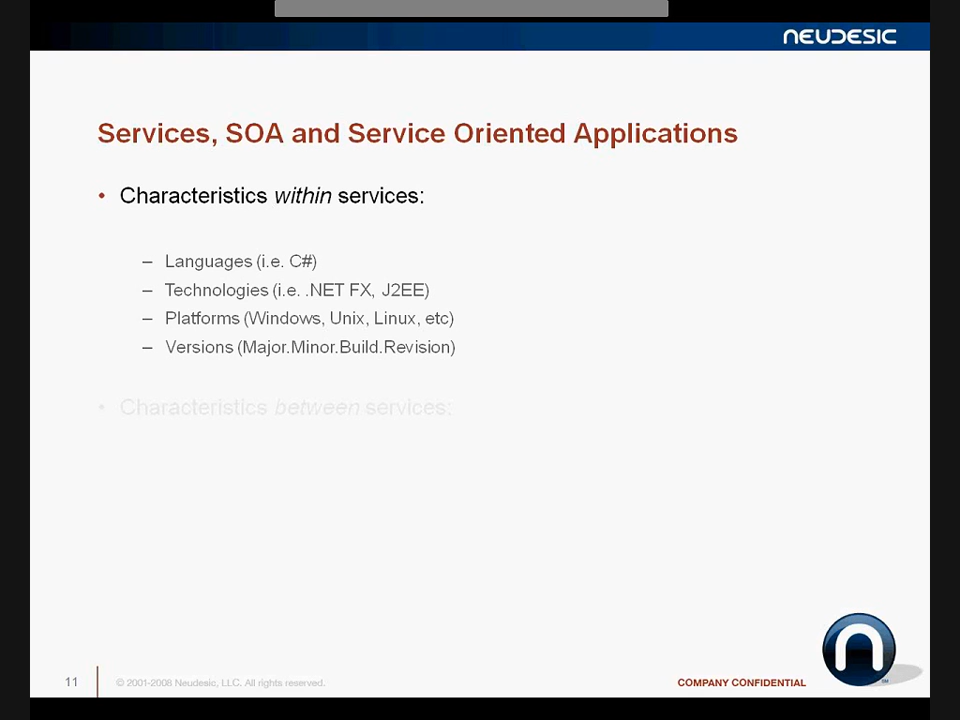 NEUDESIC
Services, SOA and Service Oriented Applications
• Characteristics within services:
– Languages (i.e. C#)
– Technologies (i.e. .NET FX, J2EE)
– Platforms (Windows, Unix, Linux, etc)
– Versions (Major.Minor.Build.Revision)
• Characteristics between services:
11
© 2001-2008 Neudesic, LLC. All rights reserved.
COMPANY CONFIDENTIAL
n
SM